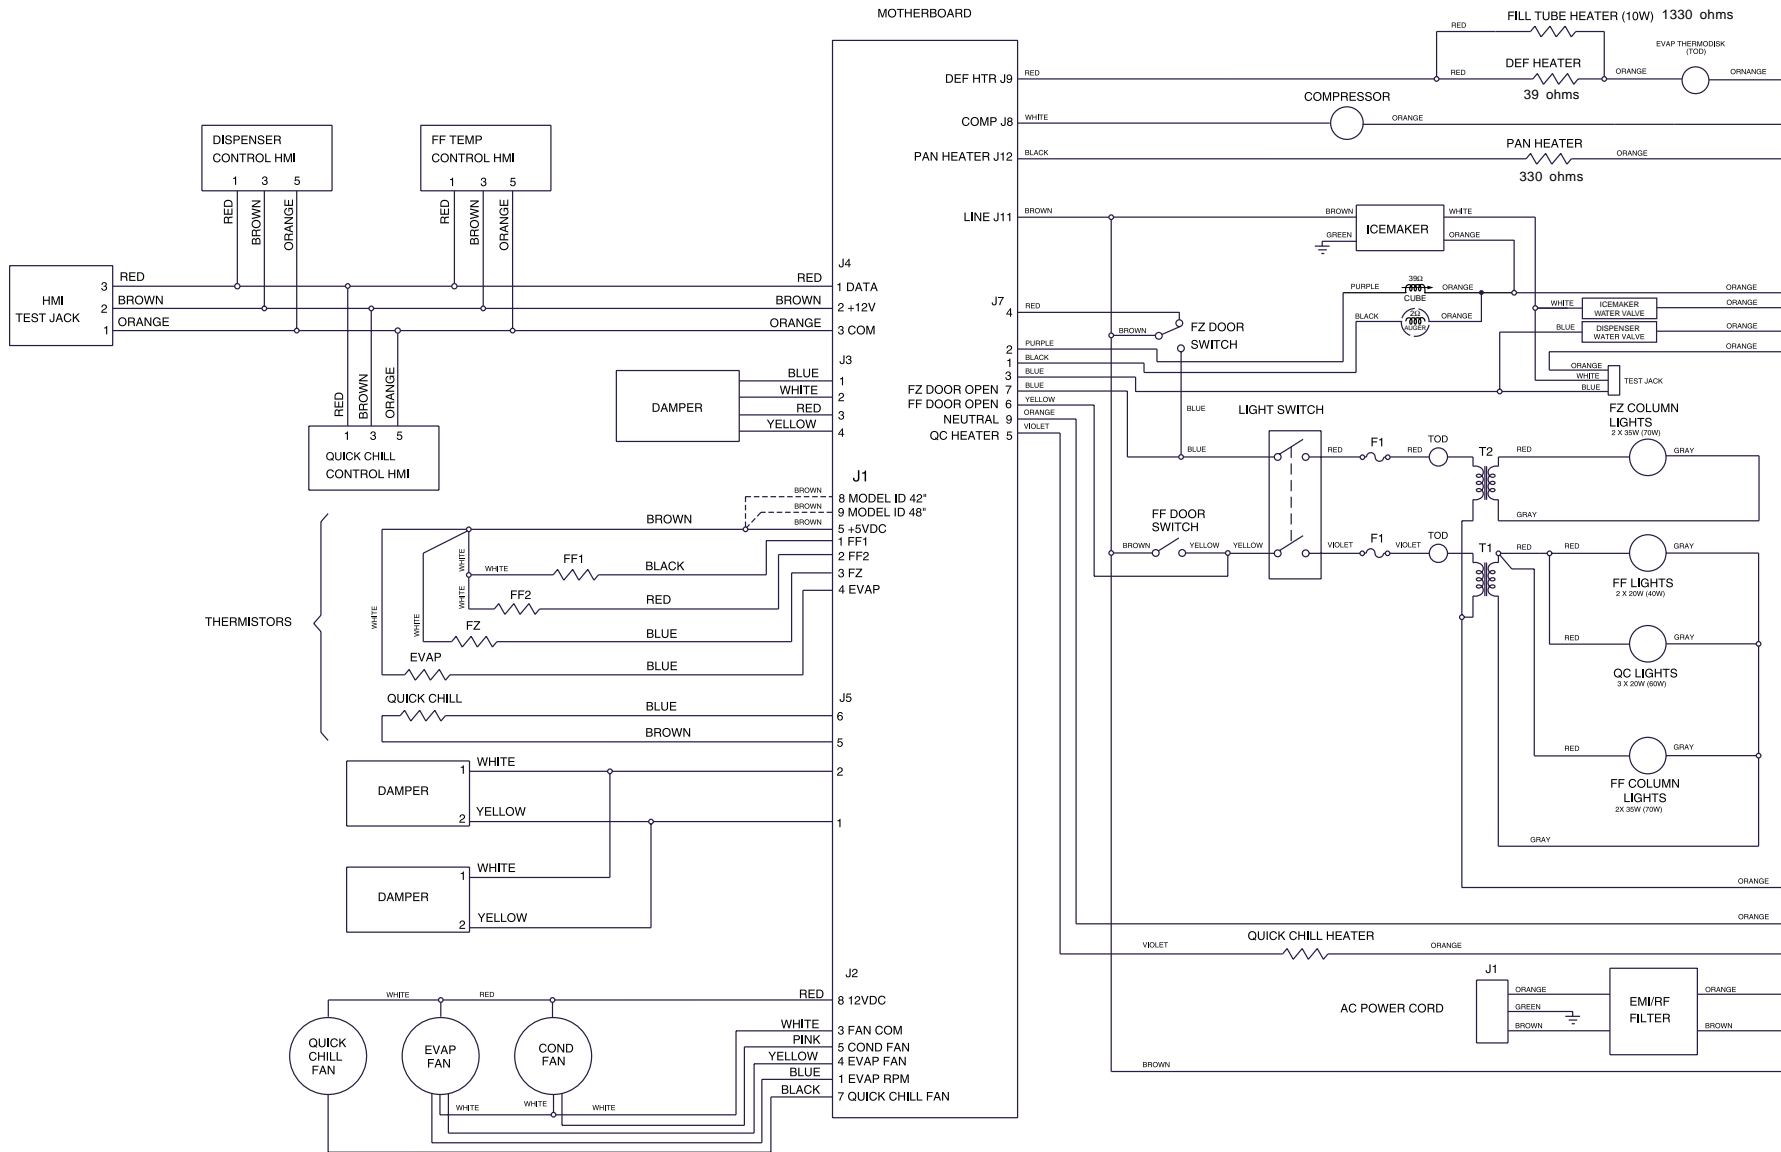 MOTHERBOARD
FILL TUBE HEATER (10W) 1330 ohms
RED
EVAP THERMODISK
(TOD)
DEF HTR J9
RED
RED
DEF HEATER
ORANGE
ORNANGE
39 ohms
COMPRESSOR
COMP J8
WHITE
ORANGE
PAN HEATER J12
BLACK
PAN HEATER
ORANGE
330 ohms
DISPENSER
CONTROL HMI
1 3 5
RED
BROWN
ORANGE
FF TEMP
CONTROL HMI
1 3 5
RED
BROWN
ORANGE
LINE J11
BROWN
BROWN
GREEN
ICEMAKER
WHITE
ORANGE
HMI
TEST JACK
3
2
1
RED
BROWN
ORANGE
J4
RED
1 DATA
BROWN
2 +12V
ORANGE
3 COM
RED
BROWN
ORANGE
1 3 5
QUICK CHILL
CONTROL HMI
J7
4
RED
BROWN
FZ DOOR
SWITCH
2
PURPLE
1
BLACK
3
BLUE
FZ DOOR OPEN 7
BLUE
FF DOOR OPEN 6
YELLOW
NEUTRAL 9
ORANGE
QC HEATER 5
VIOLET
PURPLE
39Ω
CUBE
ORANGE
BLACK
2Ω
AUGER
ORANGE
ORANGE
WHITE
ICEMAKER
WATER VALVE
ORANGE
BLUE
DISPENSER
WATER VALVE
ORANGE
ORANGE
ORANGE
WHITE
BLUE
TEST JACK
J3
DAMPER
BLUE
1
WHITE
2
RED
3
YELLOW
4
BLUE
BLUE
LIGHT SWITCH
RED
F1
RED
TOD
T2
RED
FZ COLUMN
LIGHTS
2 X 35W (70W)
GRAY
GRAY
J1
BROWN
8 MODEL ID 42"
BROWN
9 MODEL ID 48"
BROWN
BROWN
5 +5VDC
1 FF1
2 FF2
3 FZ
4 EVAP
THERMISTORS
WHITE
WHITE
WHITE
WHITE
WHITE
FF1
BLACK
FF2
RED
FZ
BLUE
EVAP
BLUE
FF DOOR
SWITCH
BROWN
YELLOW
YELLOW
VIOLET
F1
VIOLET
TOD
T1
RED
RED
GRAY
FF LIGHTS
2 X 20W (40W)
RED
GRAY
QC LIGHTS
3 X 20W (60W)
RED
GRAY
FF COLUMN
LIGHTS
2X 35W (70W)
GRAY
J5
QUICK CHILL
BLUE
6
BROWN
5
DAMPER
1
WHITE
2
2
YELLOW
1
DAMPER
1
WHITE
2
YELLOW
ORANGE
ORANGE
QUICK CHILL HEATER
VIOLET
ORANGE
AC POWER CORD
J1
ORANGE
GREEN
BROWN
EMI/RF
FILTER
ORANGE
BROWN
BROWN
J2
WHITE
RED
RED
8 12VDC
WHITE
3 FAN COM
PINK
5 COND FAN
YELLOW
4 EVAP FAN
BLUE
1 EVAP RPM
BLACK
7 QUICK CHILL FAN
QUICK
CHILL
FAN
EVAP
FAN
COND
FAN
WHITE
WHITE
WHITE